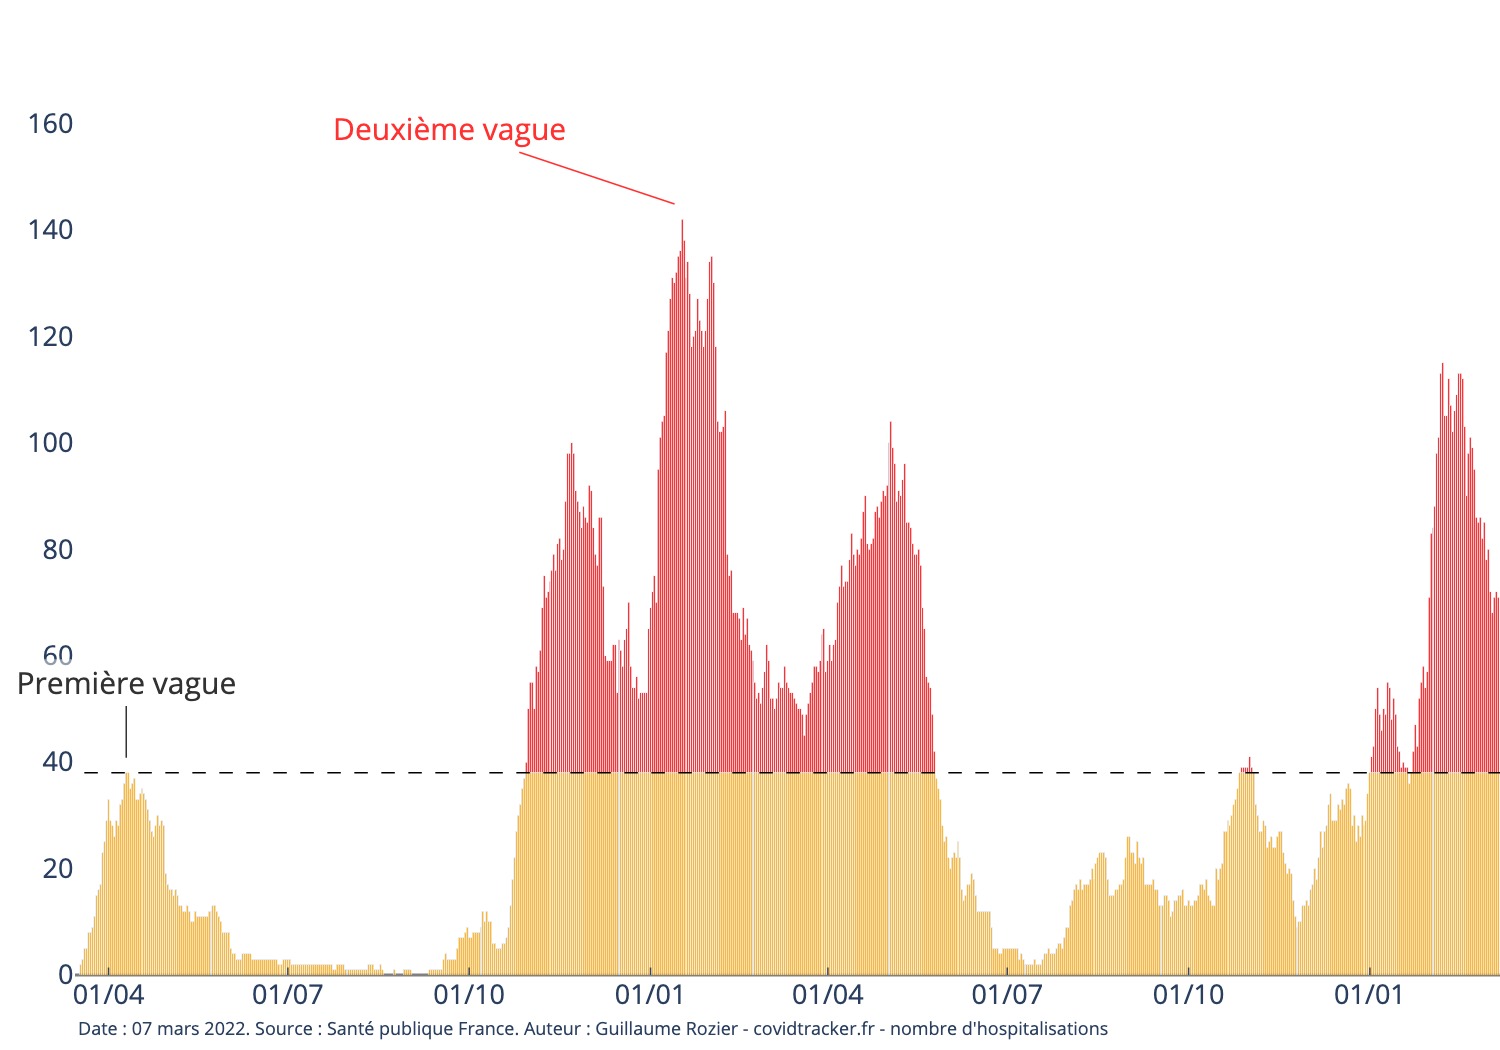 160
Deuxième vague
140
120
100
80
60
Première vague
40
20
0
01/04 01/07 01/10 01/01 01/04 01/07 01/10 01/01
Date : 07 mars 2022. Source : Santé publique France. Auteur : Guillaume Rozier - covidtracker.fr - nombre d'hospitalisations